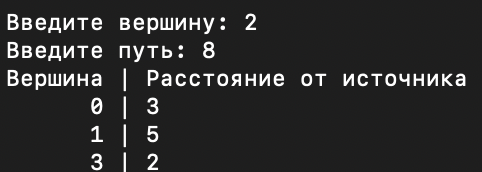 Введите вершину: 2
Введите путь: 8
Вершина | Расстояние от источника
0 | 3
1 | 5
3 | 2